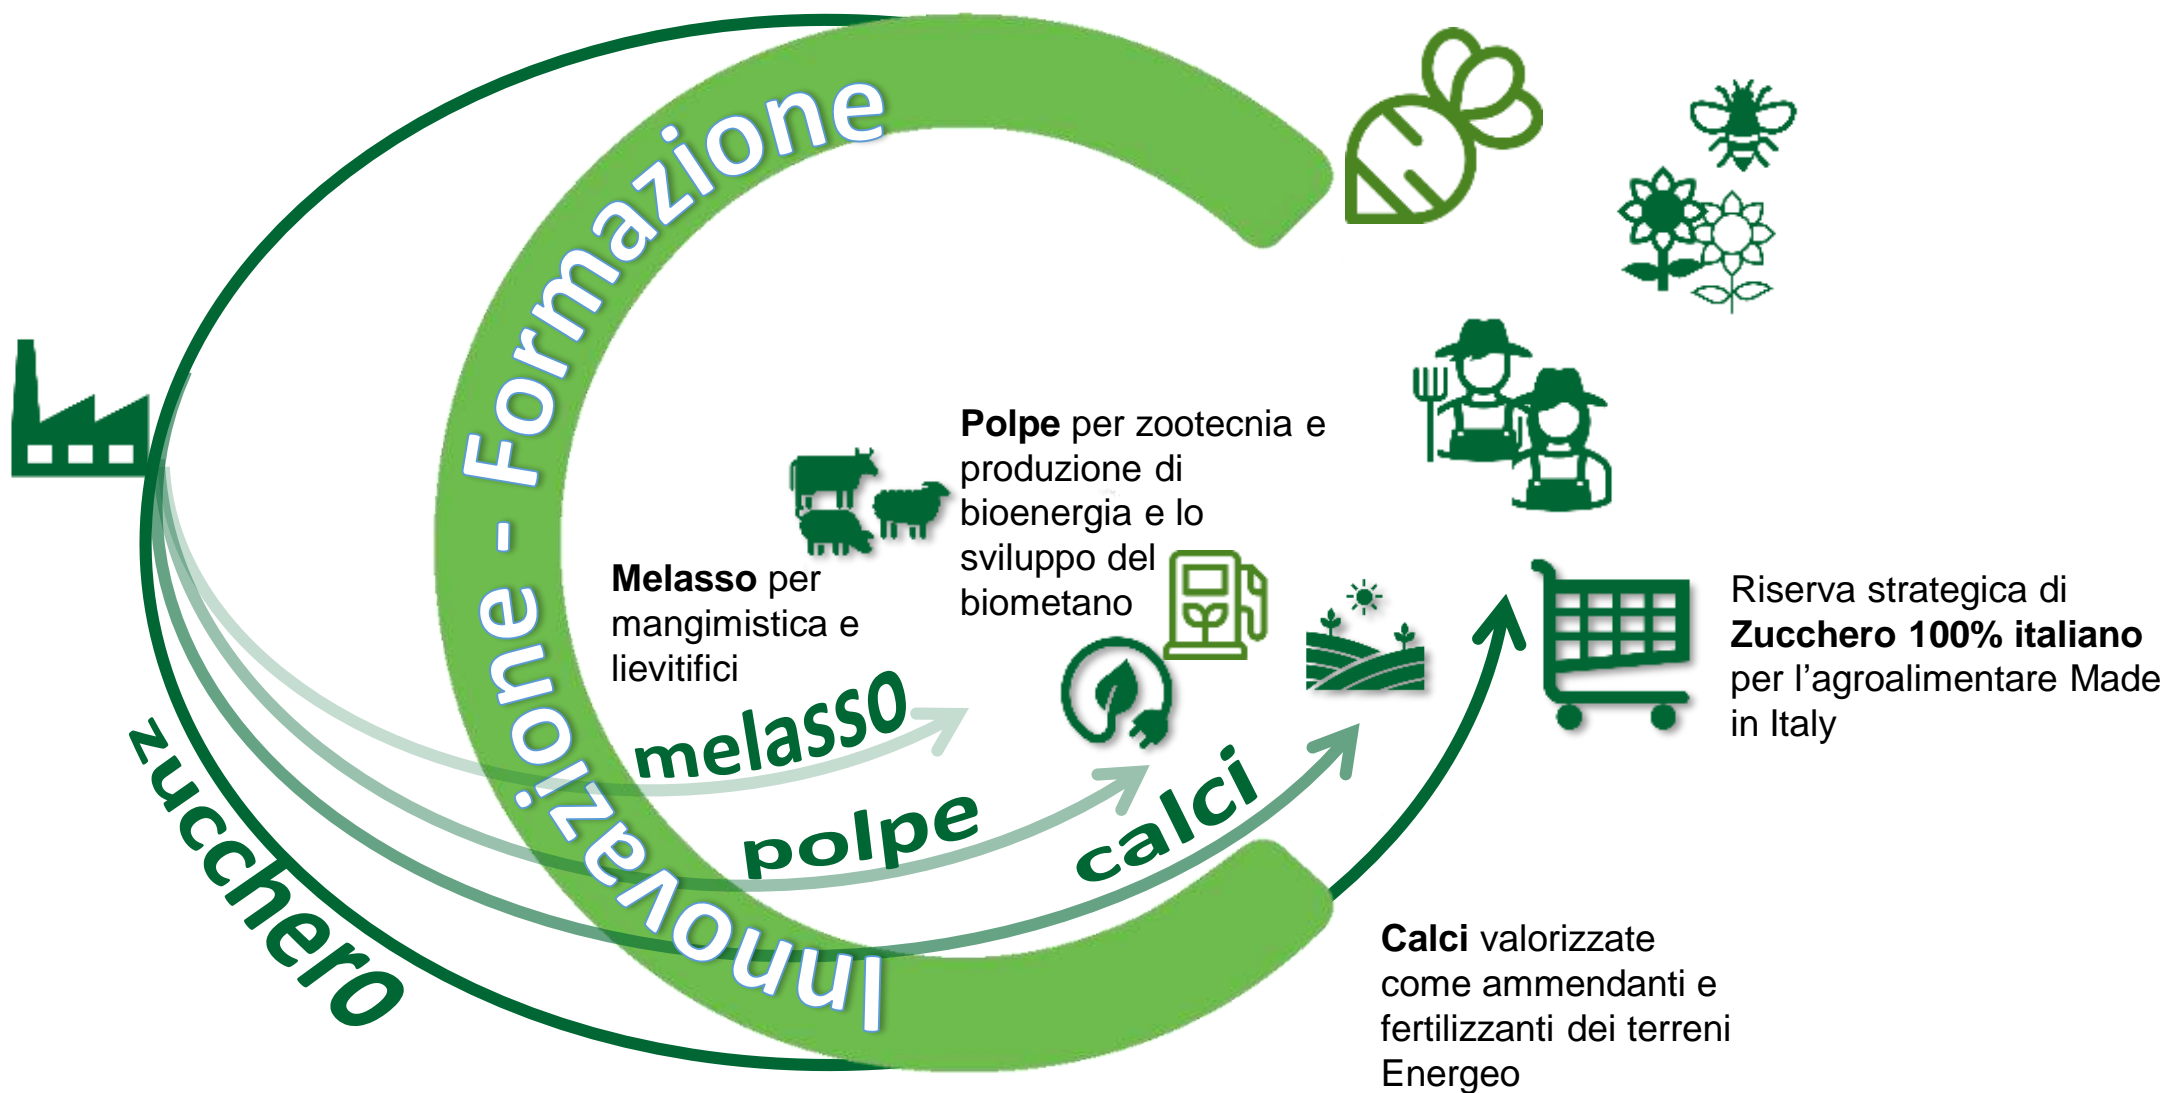 Innovazione - Formazione
Polpe per zootecnia e
produzione di
bioenergia e lo
sviluppo del
biometano
Melasso per
mangimistica e
lievitifici
Riserva strategica di
Zucchero 100% italiano
per l’agroalimentare Made
in Italy
melasso
polpe
calci
zucchero
Calci valorizzate
come ammendanti e
fertilizzanti dei terreni
Energeo